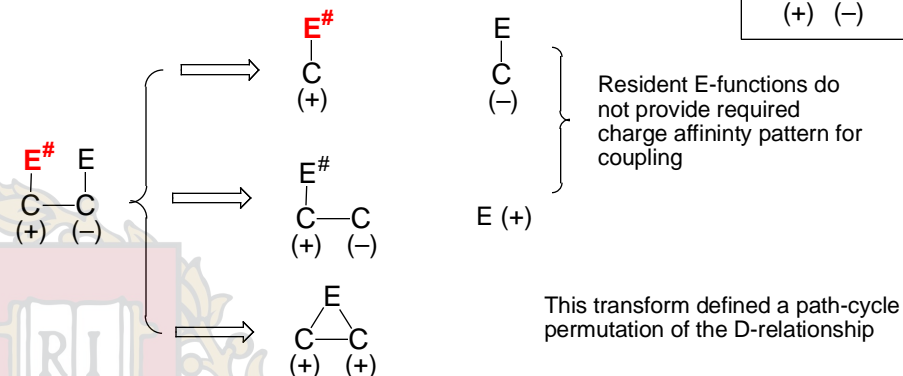 (+) (–)
E#
C
(+)
E
C
(–)
Resident E-functions do
not provide required
charge affininty pattern for
coupling
E# E
C C
(+) (–)
E#
C C
(+) (–)
E (+)
E
C C
(+) (+)
This transform defined a path-cycle
permutation of the D-relationship
RI